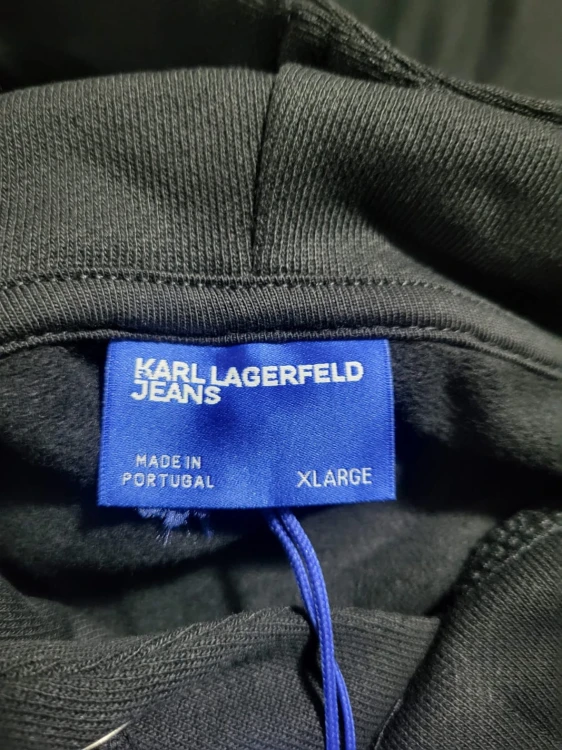 KARL LAGERFELD
JEANS
MADE IN
PORTUGAL
XLARGE